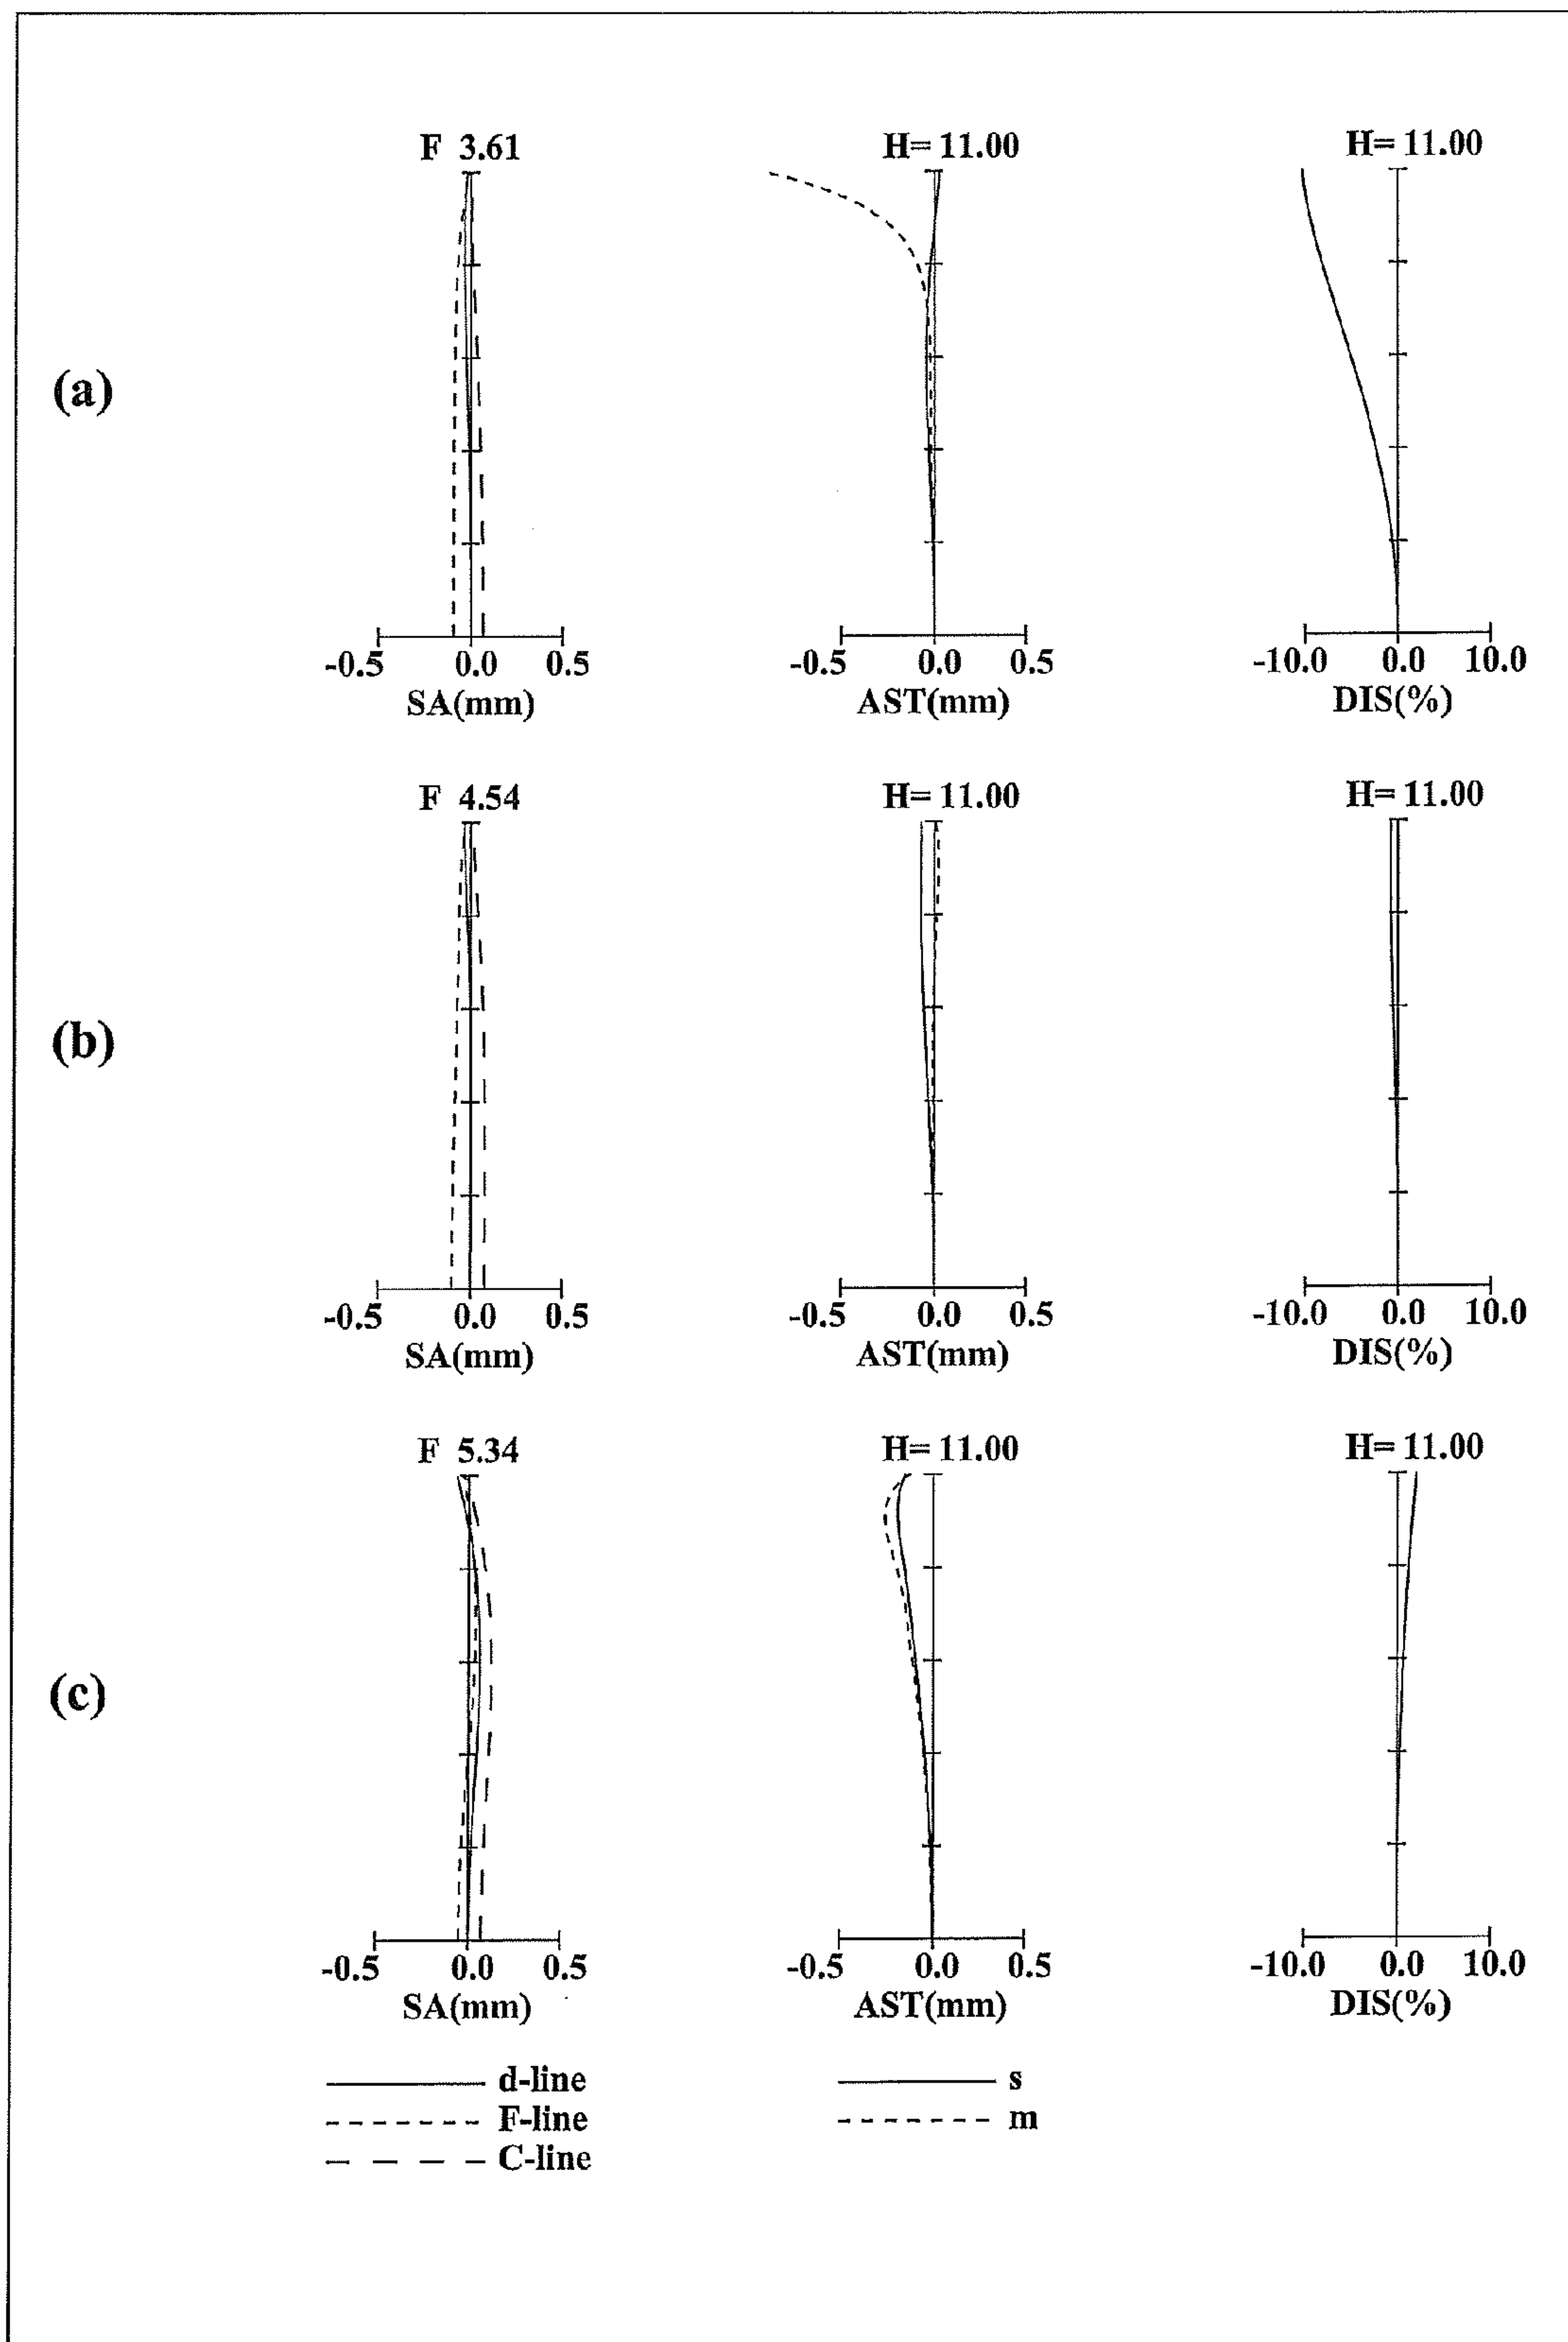 F 3.61 H= 11.00 H= 11.00
(a)
-0.5 0.0 0.5 -0.5 0.0 0.5 -10.0 0.0 10.0
SA(mm) AST(mm) DIS(%)
F 4.54 H= 11.00 H= 11.00
(b)
-0.5 0.0 0.5 -0.5 0.0 0.5 -10.0 0.0 10.0
SA(mm) AST(mm) DIS(%)
F 5.34 H= 11.00 H= 11.00
(c)
-0.5 0.0 0.5 -0.5 0.0 0.5 -10.0 0.0 10.0
SA(mm) AST(mm) DIS(%)
d-line s
F-line m
C-line